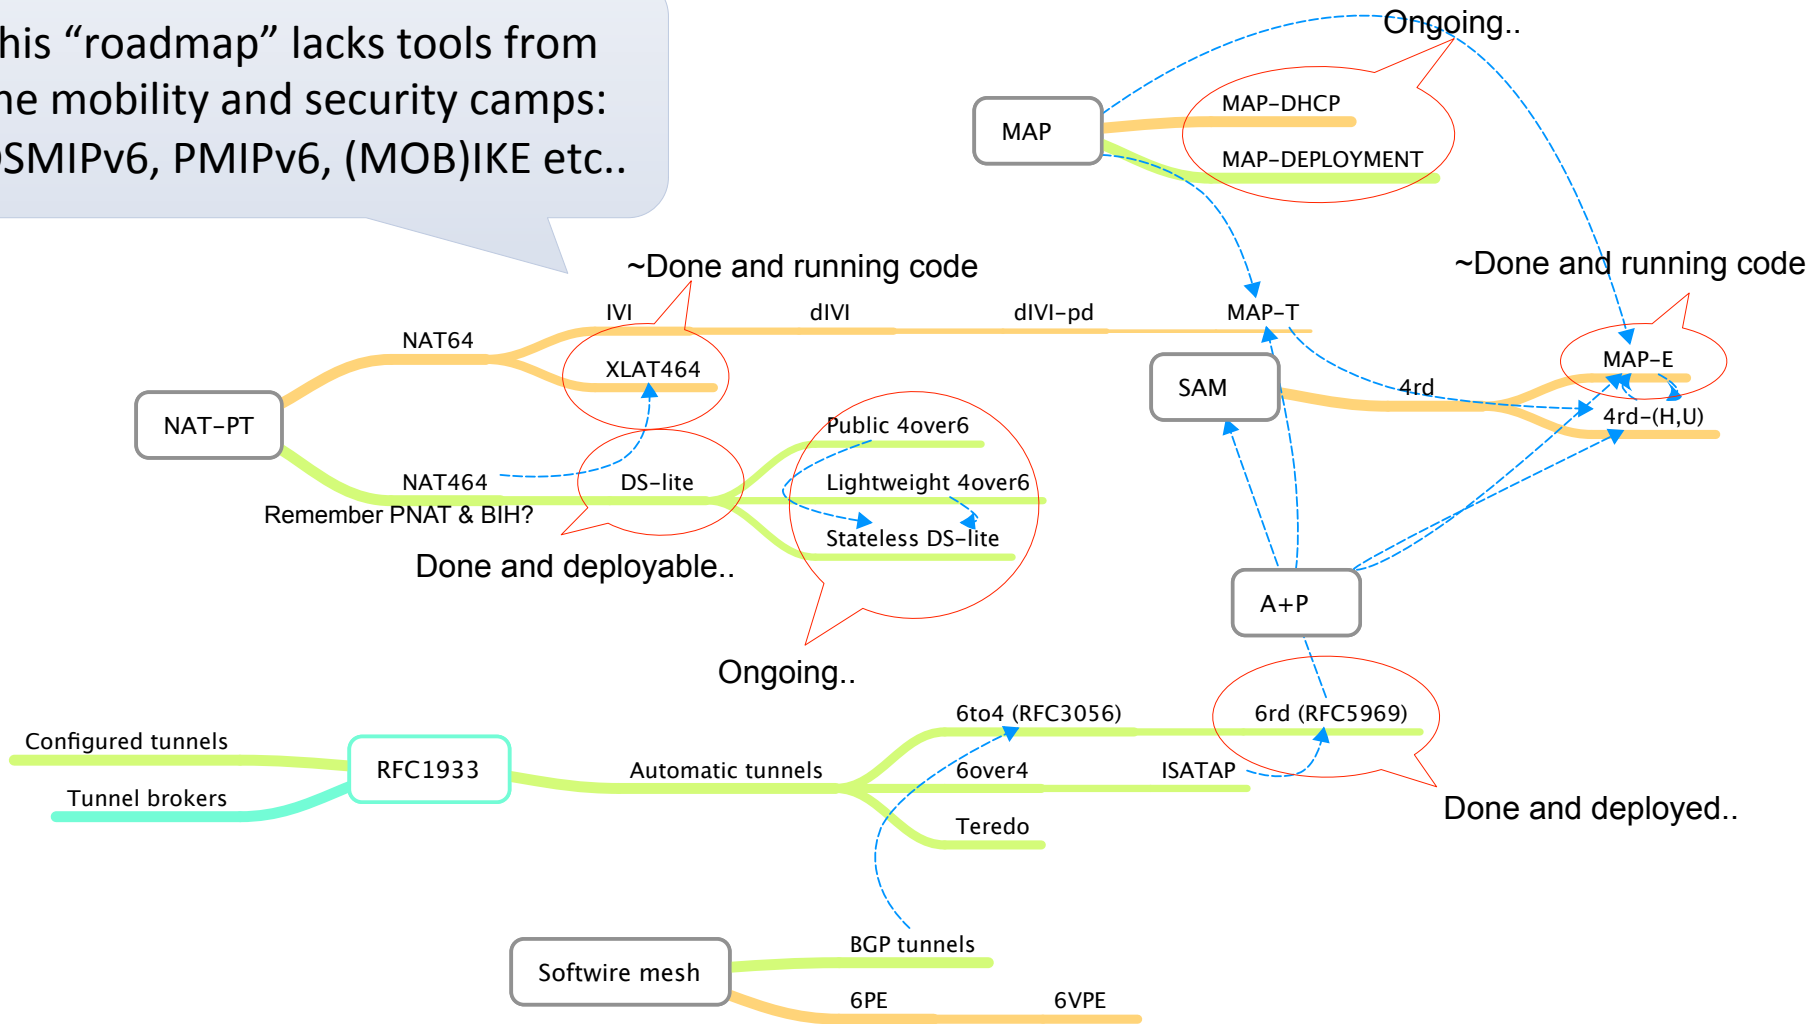 his “roadmap” lacks tools from
he mobility and security camps:
SMIPv6, PMIPv6, (MOB)IKE etc..
Ongoing..
MAP
MAP-DHCP
MAP-DEPLOYMENT
~Done and running code
~Done and running code
NAT-PT
NAT64
IVI
dIVI
dIVI-pd
MAP-T
XLAT464
SAM
4rd
MAP-E
4rd-(H,U)
NAT464
Remember PNAT & BIH?
DS-lite
Public 4over6
Lightweight 4over6
Stateless DS-lite
Done and deployable..
A+P
Ongoing..
Configured tunnels
Tunnel brokers
RFC1933
Automatic tunnels
6to4 (RFC3056)
6rd (RFC5969)
6over4
ISATAP
Teredo
Done and deployed..
Softwire mesh
BGP tunnels
6PE
6VPE